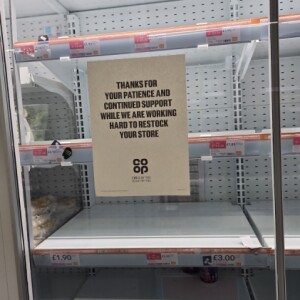 THANKS FOR
YOUR PATIENCE AND
CONTINUED SUPPORT
WHILE WE ARE WORKING
HARD TO RESTOCK
YOUR STORE
CO
OP
£1.90
£3.00